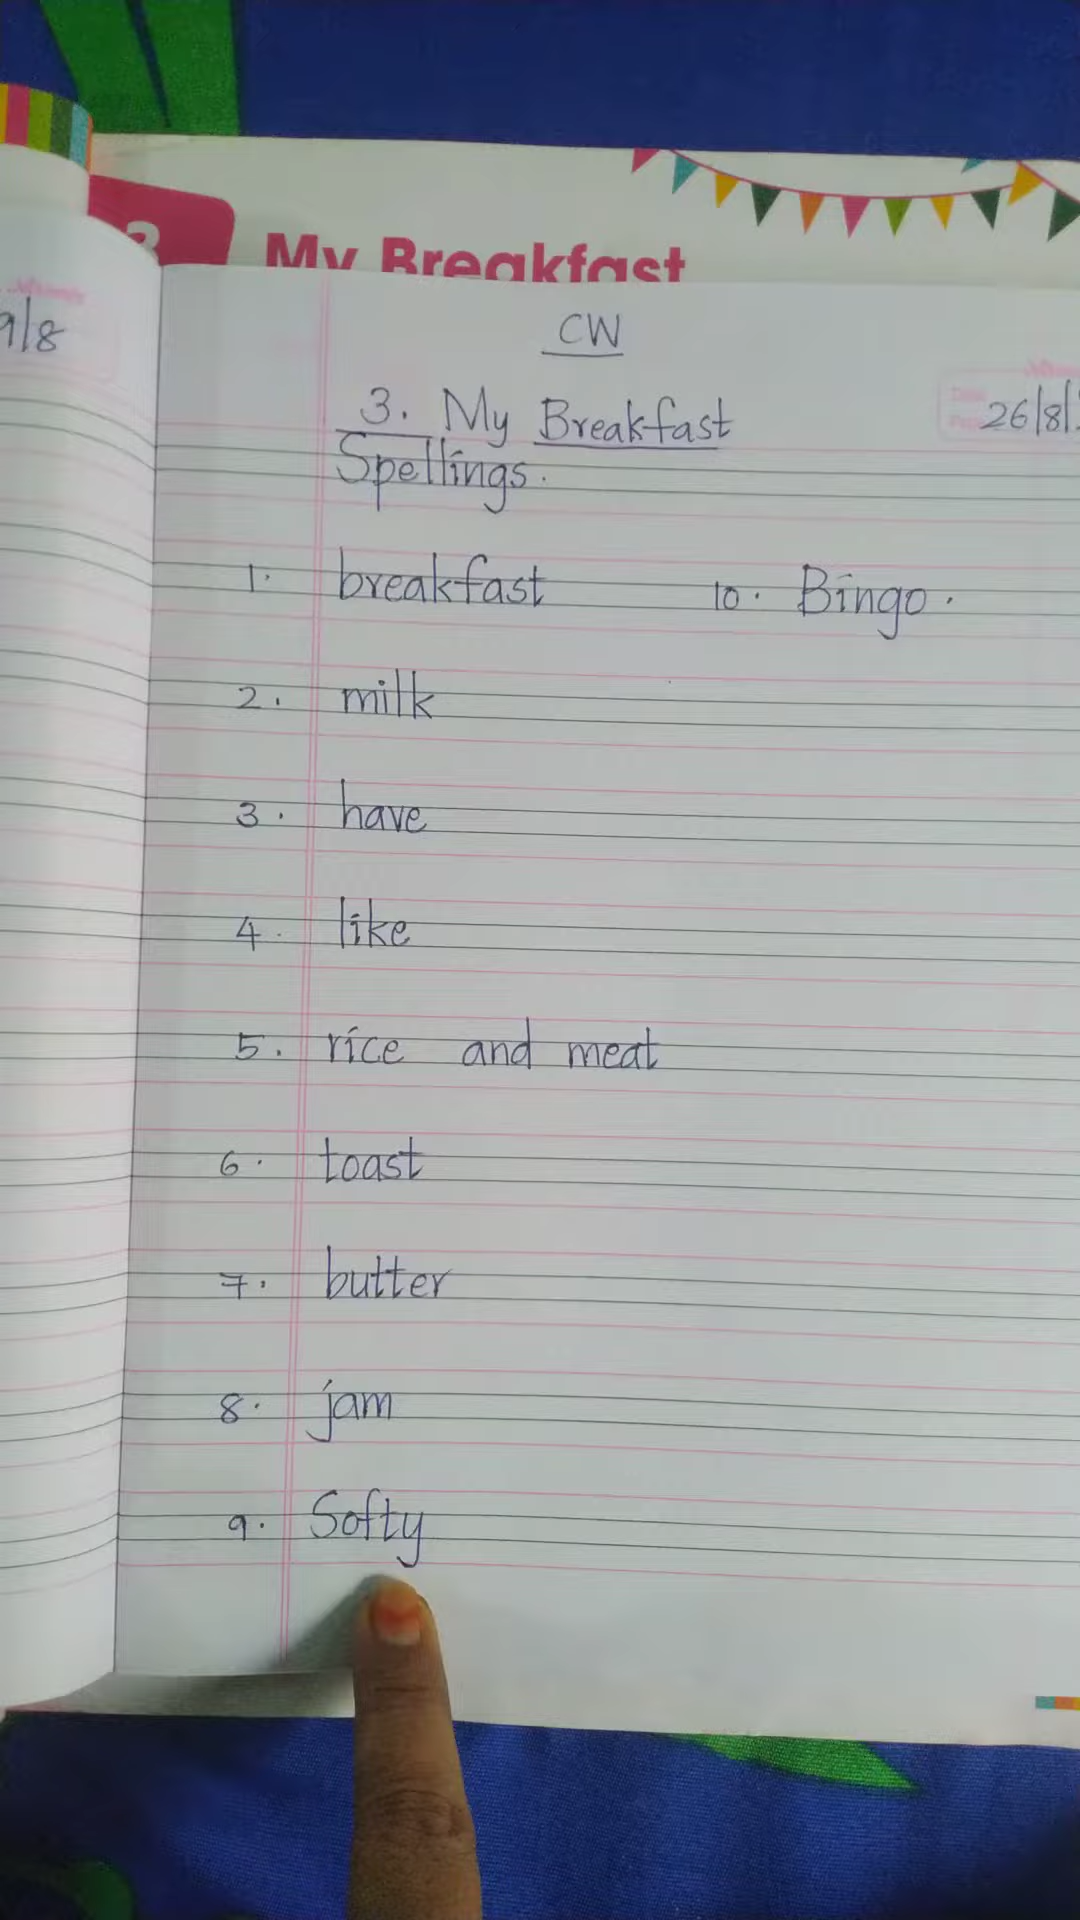 My Breakfast
9/8
CW
3. My Breakfast
26/8/
Spellings.
1. breakfast
10. Bingo.
2. milk
3. have
4. like
5. rice and meat
6. toast
7. butter
8. jam
9. Softy